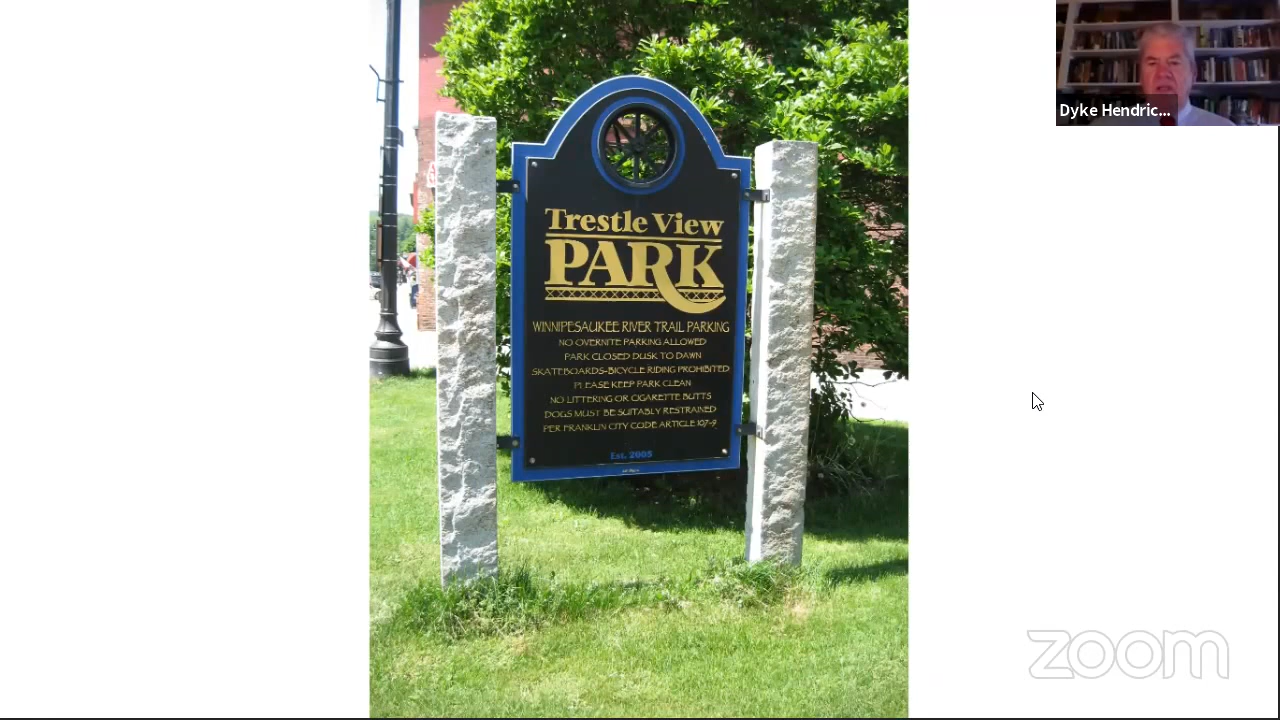 Dyke Hendric...
Trestle View
PARK
WINNIPESAUKEE RIVER TRAIL PARKING
NO OVERNITE PARKING ALLOWED
PARK CLOSED DUSK TO DAWN
SKATEBOARDS-BICYCLE RIDING PROHIBITED
PLEASE KEEP PARK CLEAN
NO LITTERING OR CIGARETTE BUTTS
DOGS MUST BE SUITABLY RESTRAINED
PER FRANKLIN CITY CODE ARTICLE 107-9
Est. 2005
zoom